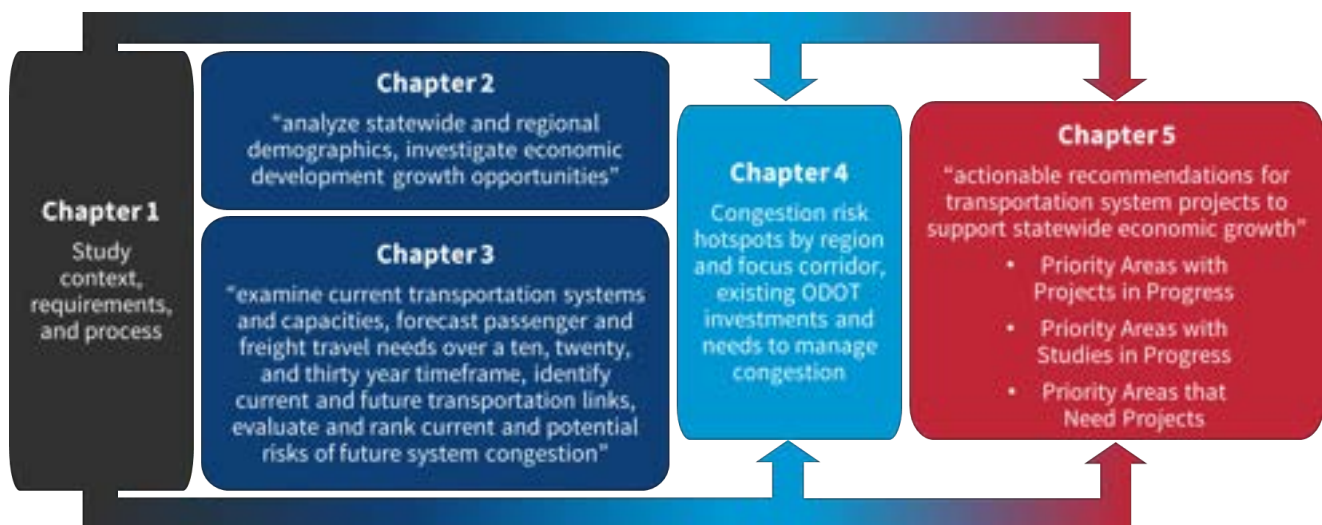 Chapter 1
Study
context,
requirements,
and process
Chapter 2
“analyze statewide and regional
demographics, investigate economic
development growth opportunities”
Chapter 3
“examine current transportation systems
and capacities, forecast passenger and
freight travel needs over a ten, twenty,
and thirty year timeframe, identify
current and future transportation links,
evaluate and rank current and potential
risks of future system congestion”
Chapter 4
Congestion risk
hotspots by region
and focus corridor,
existing ODOT
investments and
needs to manage
congestion
Chapter 5
“actionable recommendations for
transportation system projects to
support statewide economic growth”
• Priority Areas with
Projects in Progress
• Priority Areas with
Studies in Progress
• Priority Areas that
Need Projects